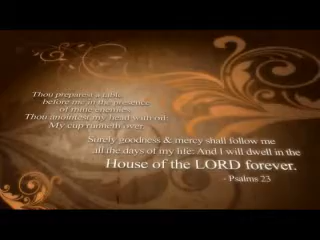 Thou preparest a table
before me in the presence
of mine enemies.
Thou anointest my head with oil:
My cup runneth over.
Surely goodness & mercy shall follow me
all the days of my life: And I will dwell in the
House of the LORD forever.
- Psalms 23